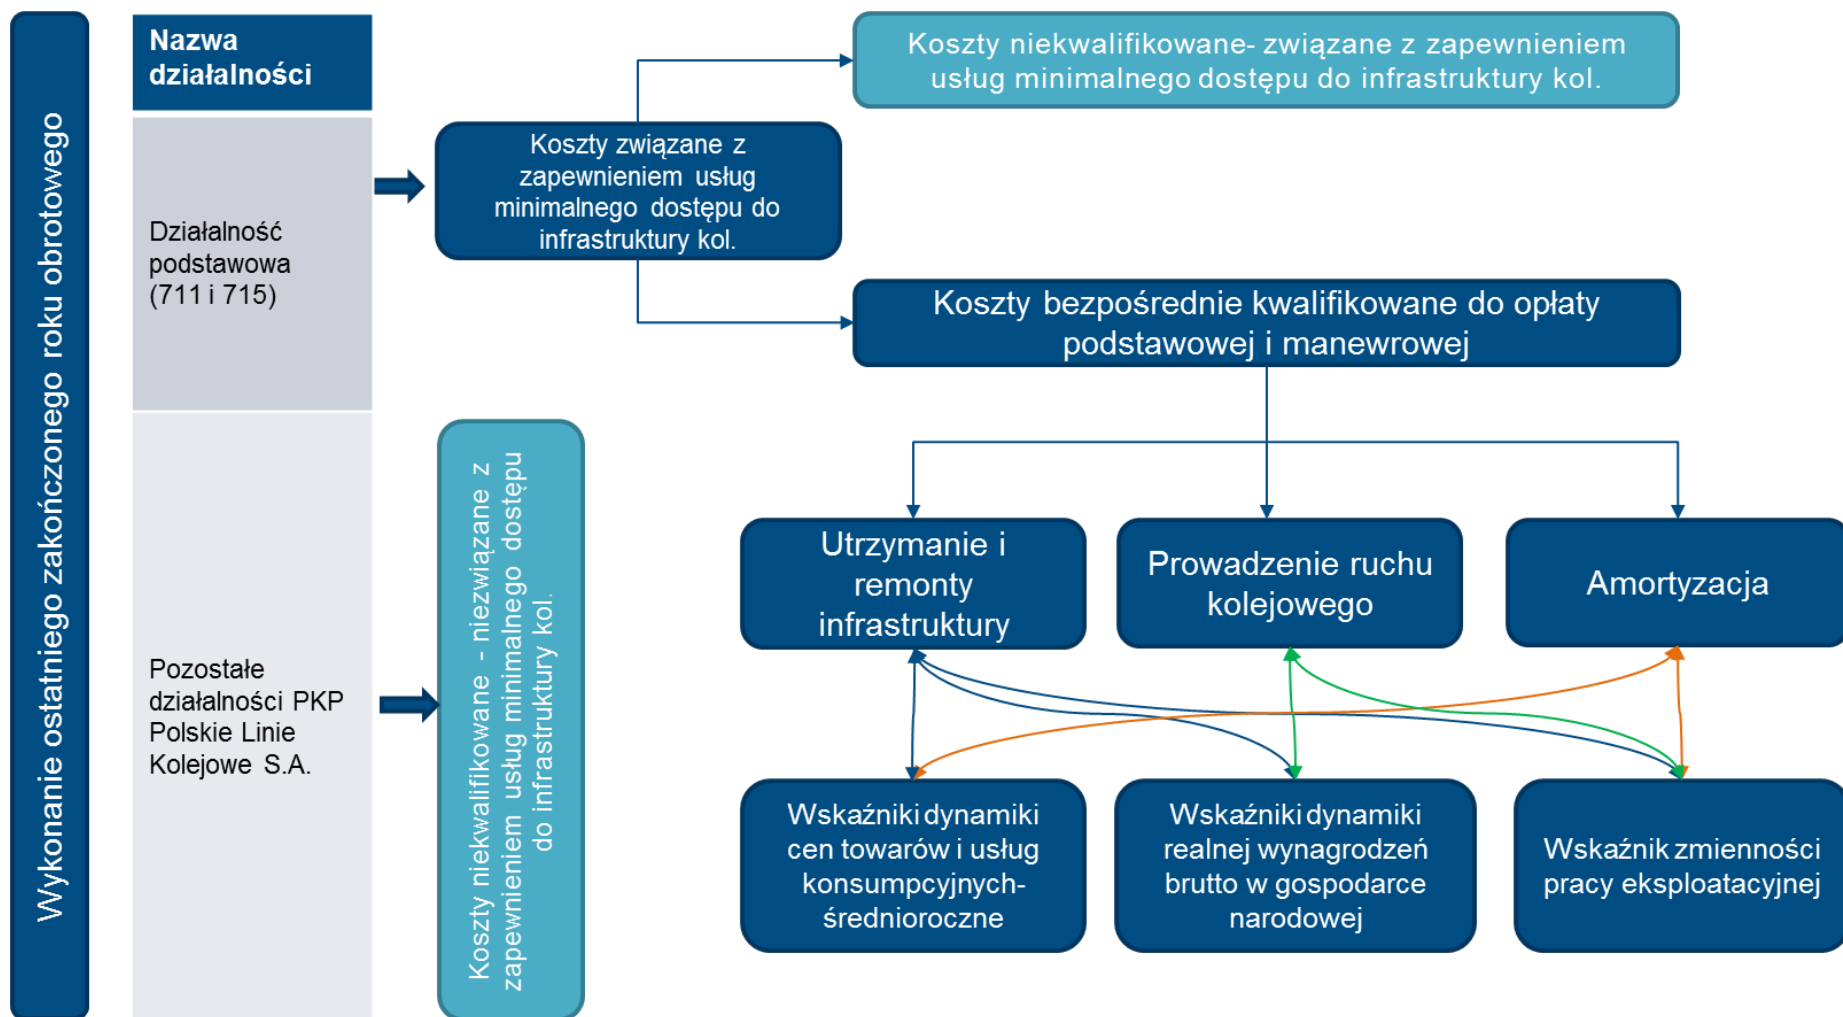 Wykonanie ostatniego zakończonego roku obrotowego
Nazwa
działalności
Działalność
podstawowa
(711 i 715)
Pozostałe
działalności PKP
Polskie Linie
Kolejowe S.A.
Koszty związane z
zapewnieniem usług
minimalnego dostępu do
infrastruktury kol.
Koszty niekwalifikowane- związane z zapewnieniem
usług minimalnego dostępu do infrastruktury kol.
Koszty bezpośrednie kwalifikowane do opłaty
podstawowej i manewrowej
Koszty niekwalifikowane - niezwiązane z
zapewnieniem usług minimalnego dostępu
do infrastruktury kol.
Utrzymanie i
remonty
infrastruktury
Prowadzenie ruchu
kolejowego
Amortyzacja
Wskaźniki dynamiki
cen towarów i usług
konsumpcyjnych-
średnioroczne
Wskaźniki dynamiki
realnej wynagrodzeń
brutto w gospodarce
narodowej
Wskaźnik zmienności
pracy eksploatacyjnej